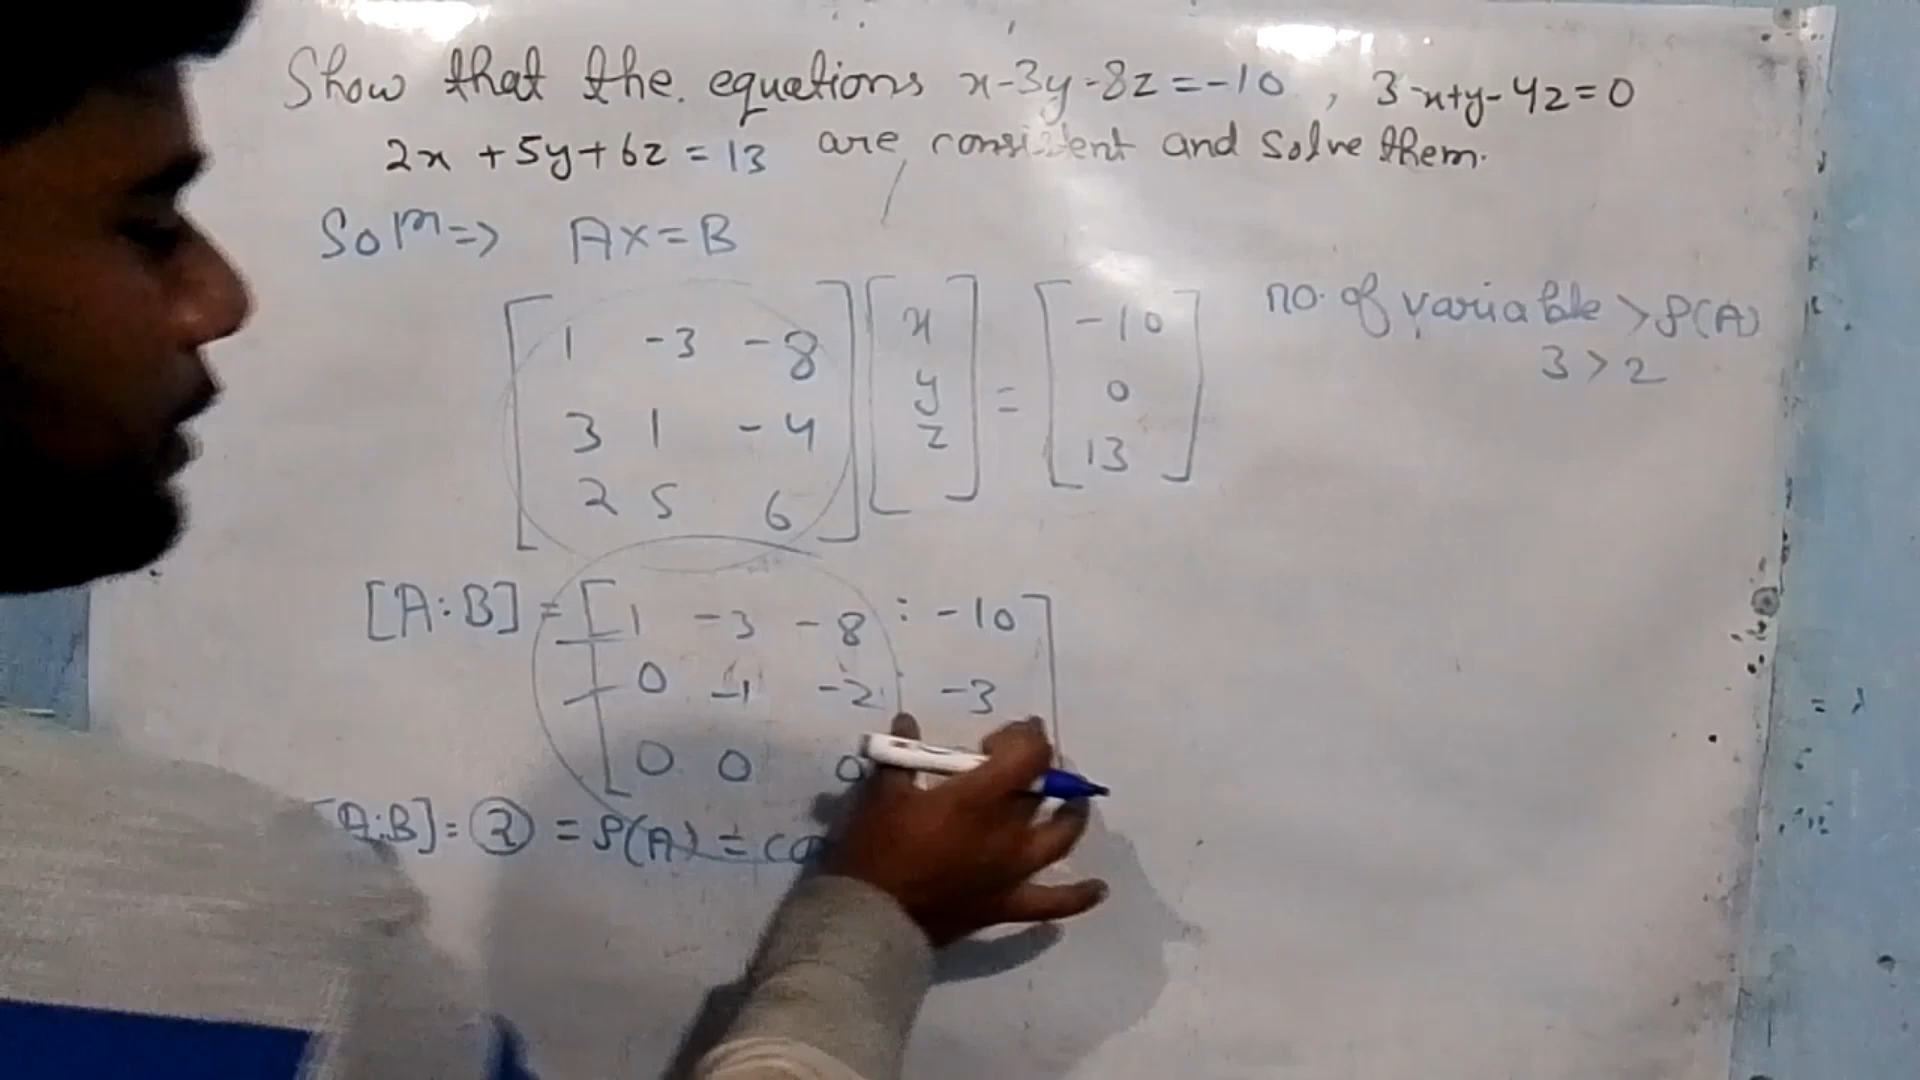 Show that the equations x-3y-8z=-10, 3x+y-4z=0
2x+5y+6z=13 are consistent and solve them.
Soln=> AX=B
[1 -3 -8] [x] = [-10] no. of variable > ρ(A)
[3 1 -4] [y] [0] 3>2
[2 5 6] [z] [13]
[A:B] = [1 -3 -8 : -10]
0 -1 -2 : -3
0 0 0
A:B]: 2 = ρ(A) =